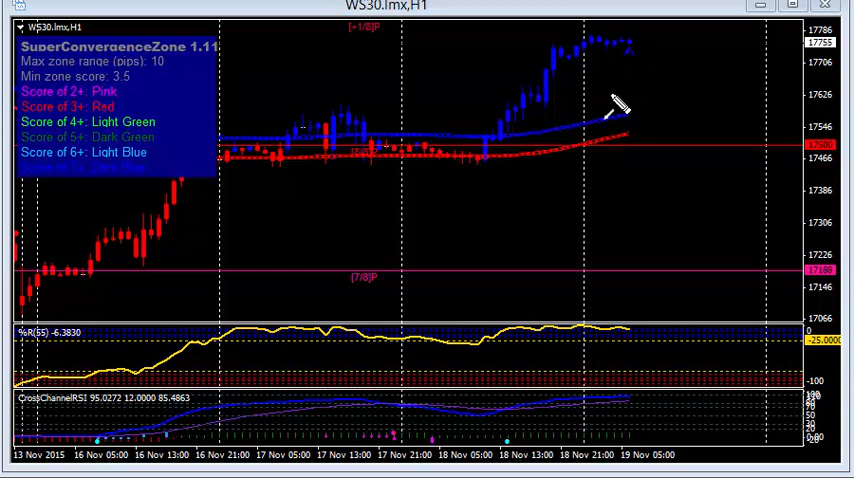 WS30.lmx,H1
WS30.lmx,H1
[+1/8]P
SuperConvergenceZone 1.11
Max zone range (pips): 10
Min zone score: 3.5
Score of 2+: Pink
Score of 3+: Red
Score of 4+: Light Green
Score of 5+: Dark Green
Score of 6+: Light Blue
17786
17755
17706
17626
17546
17500
17466
17386
17306
17226
17188
17146
17066
[7/8]P
%R(55) -6.3830
0
-25.0000
-100
CrossChannelRSI 95.0272 12.0000 85.4863
13 Nov 2015
16 Nov 05:00
16 Nov 13:00
16 Nov 21:00
17 Nov 05:00
17 Nov 13:00
17 Nov 21:00
18 Nov 05:00
18 Nov 13:00
18 Nov 21:00
19 Nov 05:00